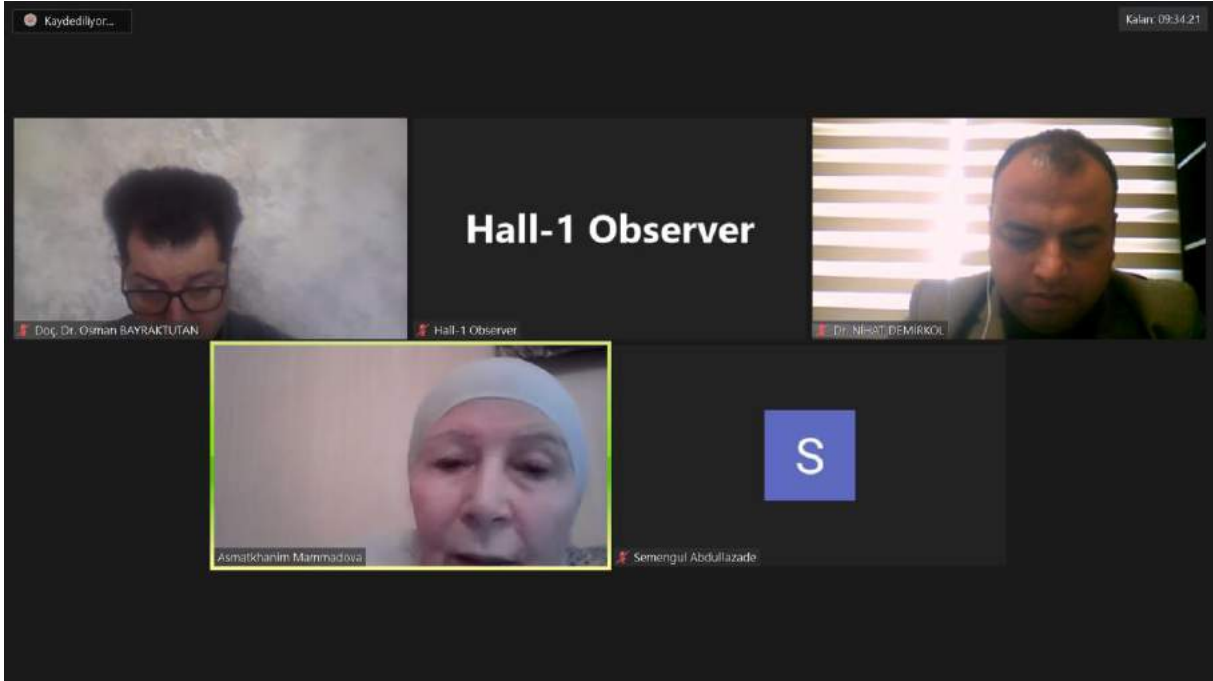 Kaydediliyor...
Kalan: 09:34:21
Hall-1 Observer
Doç. Dr. Osman BAYRAKTUTAN
Hall-1 Observer
Dr. NİHAT DEMİRKOL
S
Asmatkhanim Mammadova
Semengul Abdullazade